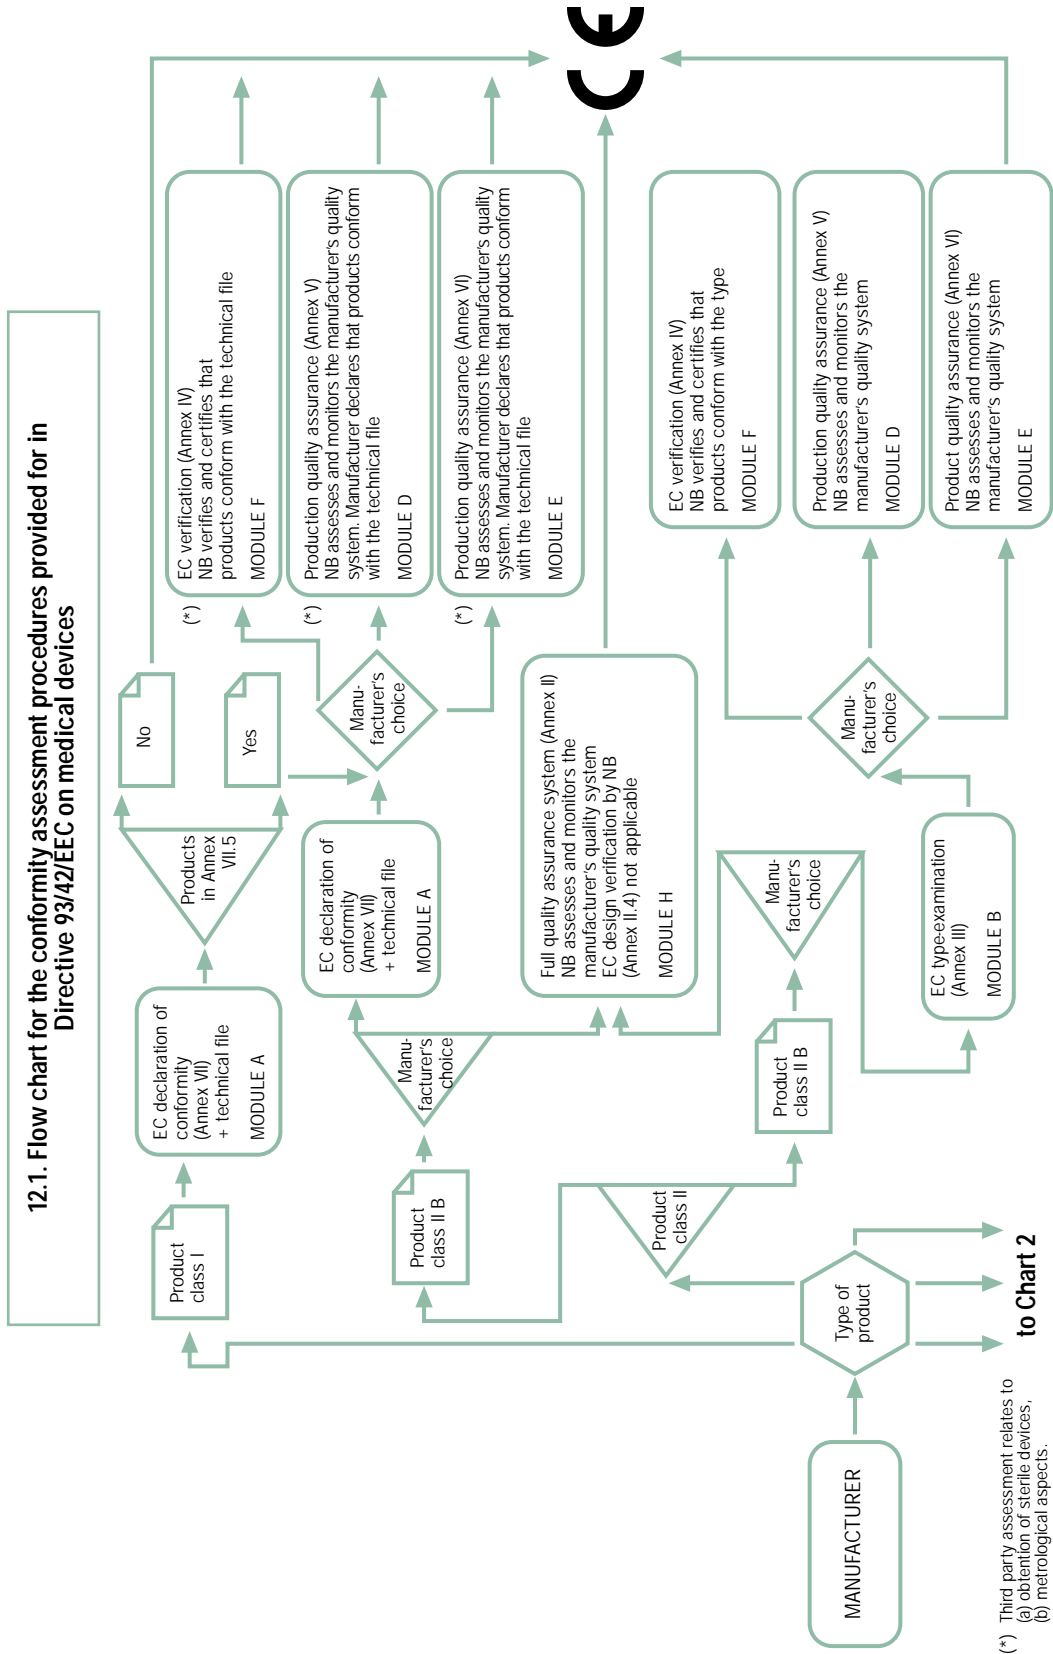 12.1. Flow chart for the conformity assessment procedures provided for in
Directive 93/42/EEC on medical devices
MANUFACTURER
Type of
product
to Chart 2
Product
class I
EC declaration of
conformity
(Annex VII)
+ technical file
MODULE A
Products
in Annex
VII.5
No
Yes
Product
class II
Product
class II B
Manu-
facturer's
choice
EC declaration of
conformity
(Annex VII)
+ technical file
MODULE A
Manu-
facturer's
choice
(*)
EC verification (Annex IV)
NB verifies and certifies that
products conform with the technical file
MODULE F
(*)
Production quality assurance (Annex V)
NB assesses and monitors the manufacturer's quality
system. Manufacturer declares that products conform
with the technical file
MODULE D
(*)
Production quality assurance (Annex VI)
NB assesses and monitors the manufacturer's quality
system. Manufacturer declares that products conform
with the technical file
MODULE E
Full quality assurance system (Annex II)
NB assesses and monitors the
manufacturer's quality system
EC design verification by NB
(Annex II.4) not applicable
MODULE H
Product
class II B
Manu-
facturer's
choice
EC type-examination
(Annex III)
MODULE B
Manu-
facturer's
choice
EC verification (Annex IV)
NB verifies and certifies that
products conform with the type
MODULE F
Production quality assurance (Annex V)
NB assesses and monitors the
manufacturer's quality system
MODULE D
Product quality assurance (Annex VI)
NB assesses and monitors the
manufacturer's quality system
MODULE E
CE
(*) Third party assessment relates to
(a) obtention of sterile devices,
(b) metrological aspects.